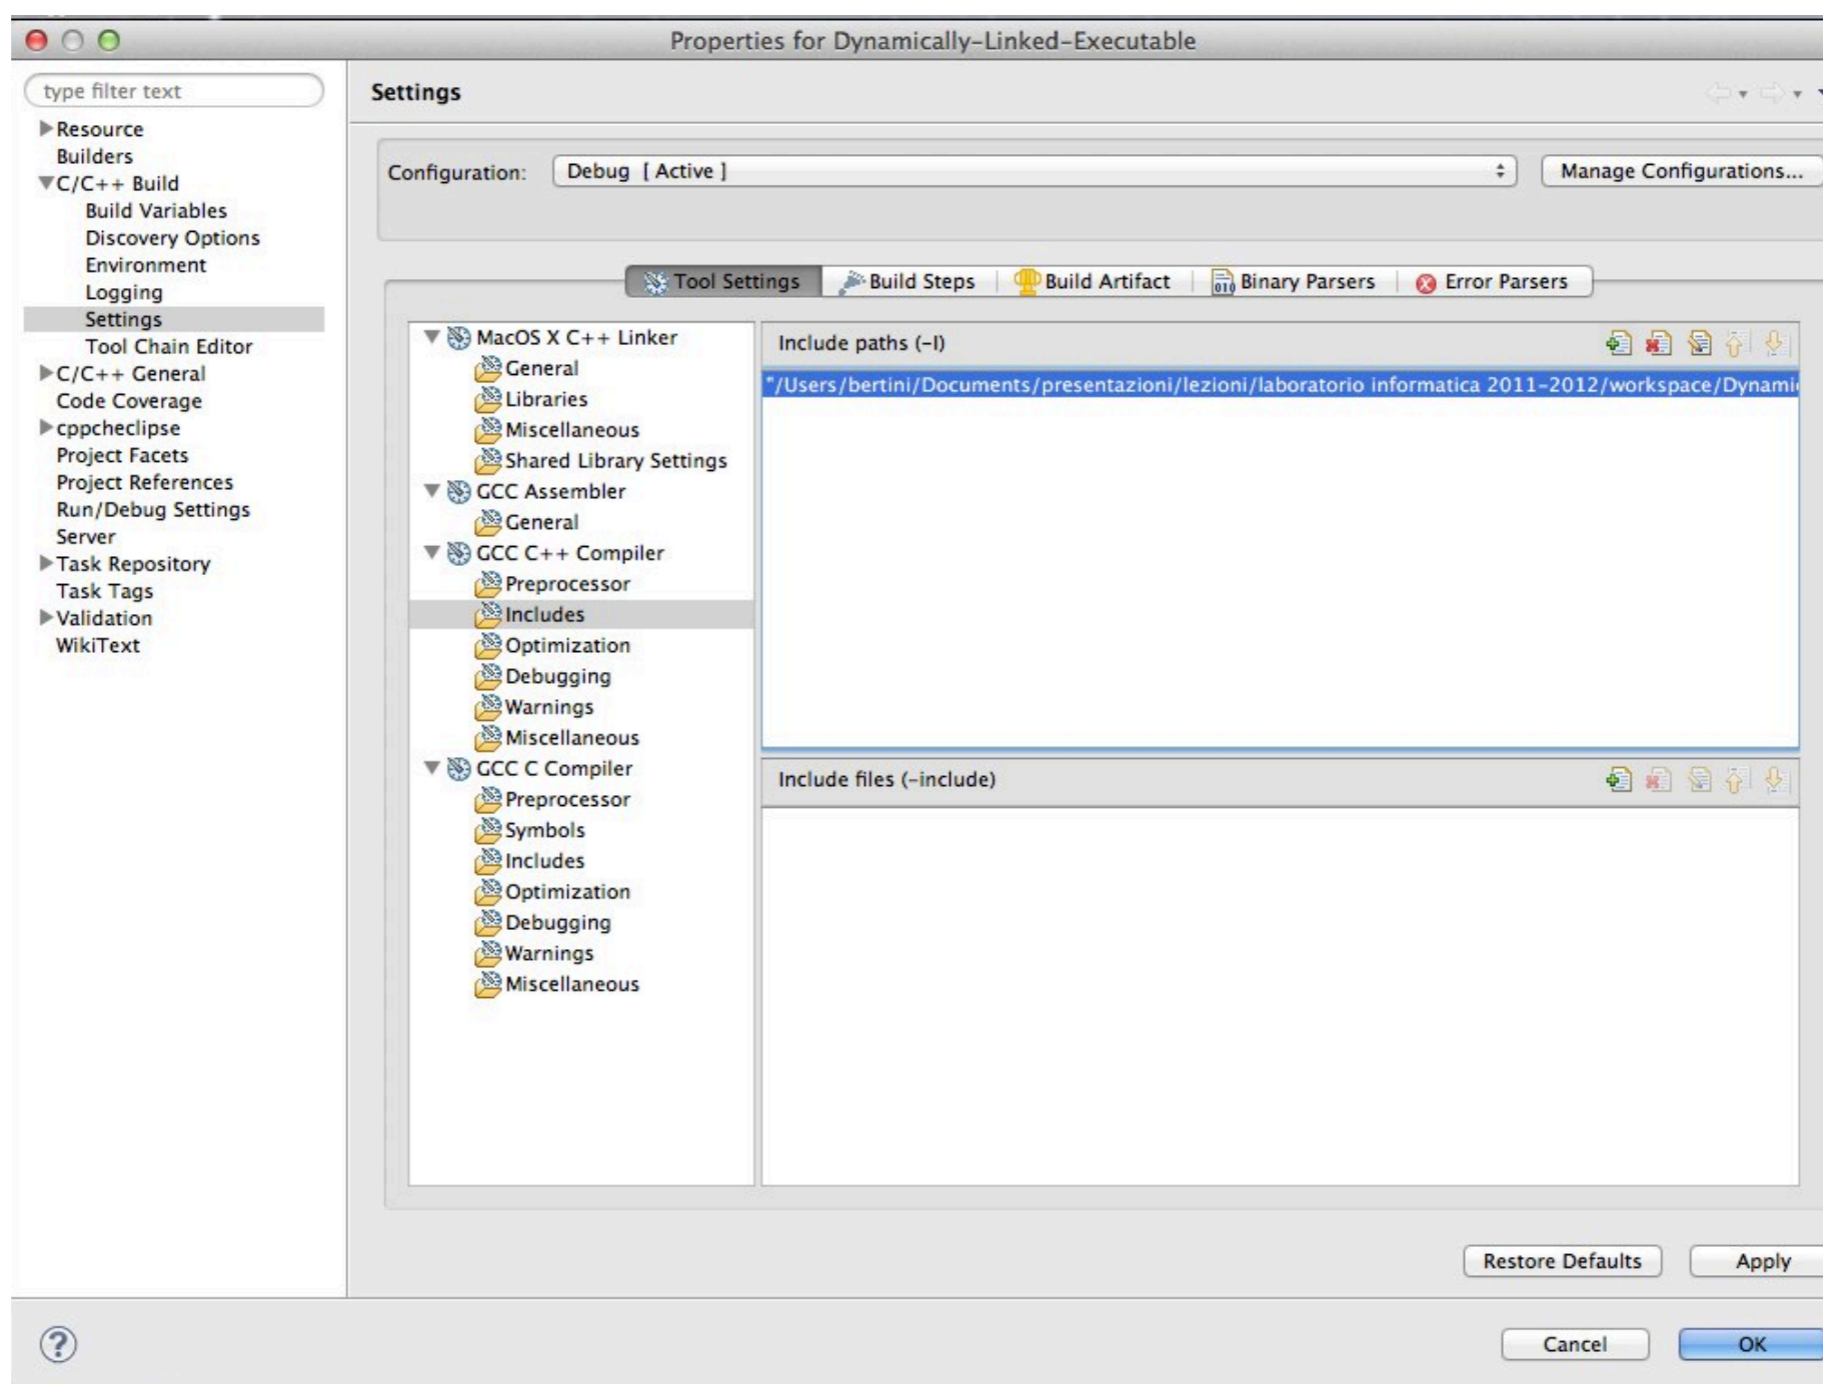 Properties for Dynamically-Linked-Executable
type filter text
Resource
Builders
C/C++ Build
Build Variables
Discovery Options
Environment
Logging
Settings
Tool Chain Editor
C/C++ General
Code Coverage
cppcheclipse
Project Facets
Project References
Run/Debug Settings
Server
Task Repository
Task Tags
Validation
WikiText
Settings
Configuration: Debug [ Active ] Manage Configurations...
Tool Settings Build Steps Build Artifact Binary Parsers Error Parsers
MacOS X C++ Linker
General
Libraries
Miscellaneous
Shared Library Settings
GCC Assembler
General
GCC C++ Compiler
Preprocessor
Includes
Optimization
Debugging
Warnings
Miscellaneous
GCC C Compiler
Preprocessor
Symbols
Includes
Optimization
Debugging
Warnings
Miscellaneous
Include paths (-I)
"/Users/bertini/Documents/presentazioni/lezioni/laboratorio informatica 2011-2012/workspace/Dynami
Include files (-include)
Restore Defaults Apply
? Cancel OK